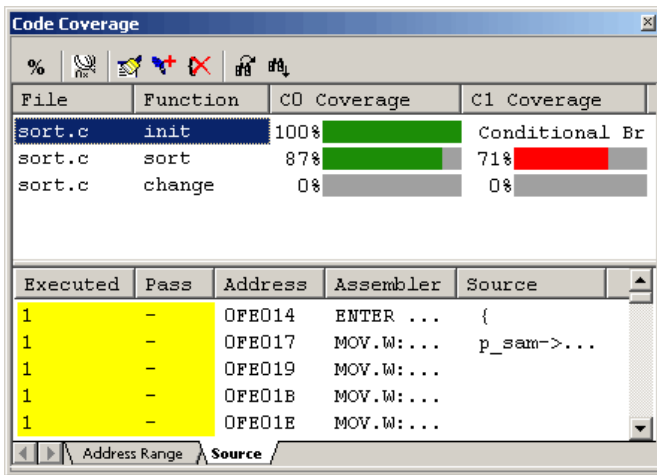 Code Coverage
%
File Function C0 Coverage C1 Coverage
sort.c init 100% Conditional Br
sort.c sort 87% 71%
sort.c change 0% 0%
Executed Pass Address Assembler Source
1 - 0FE014 ENTER ... {
1 - 0FE017 MOV.W:... p_sam->...
1 - 0FE019 MOV.W:...
1 - 0FE01B MOV.W:...
1 - 0FE01E MOV.W:...
Address Range Source